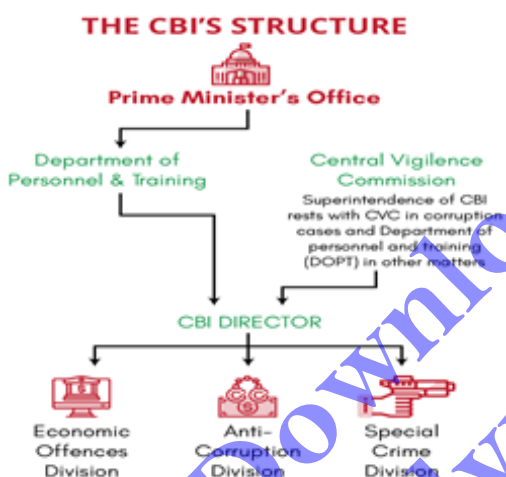 THE CBI'S STRUCTURE
Prime Minister's Office
Department of
Personnel & Training
Central Vigilence
Commission
Superintendence of CBI
rests with CVC in corruption
cases and Department of
personnel and training
(DOPT) in other matters
CBI DIRECTOR
Economic
Offences
Division
Anti-
Corruption
Division
Special
Crime
Division